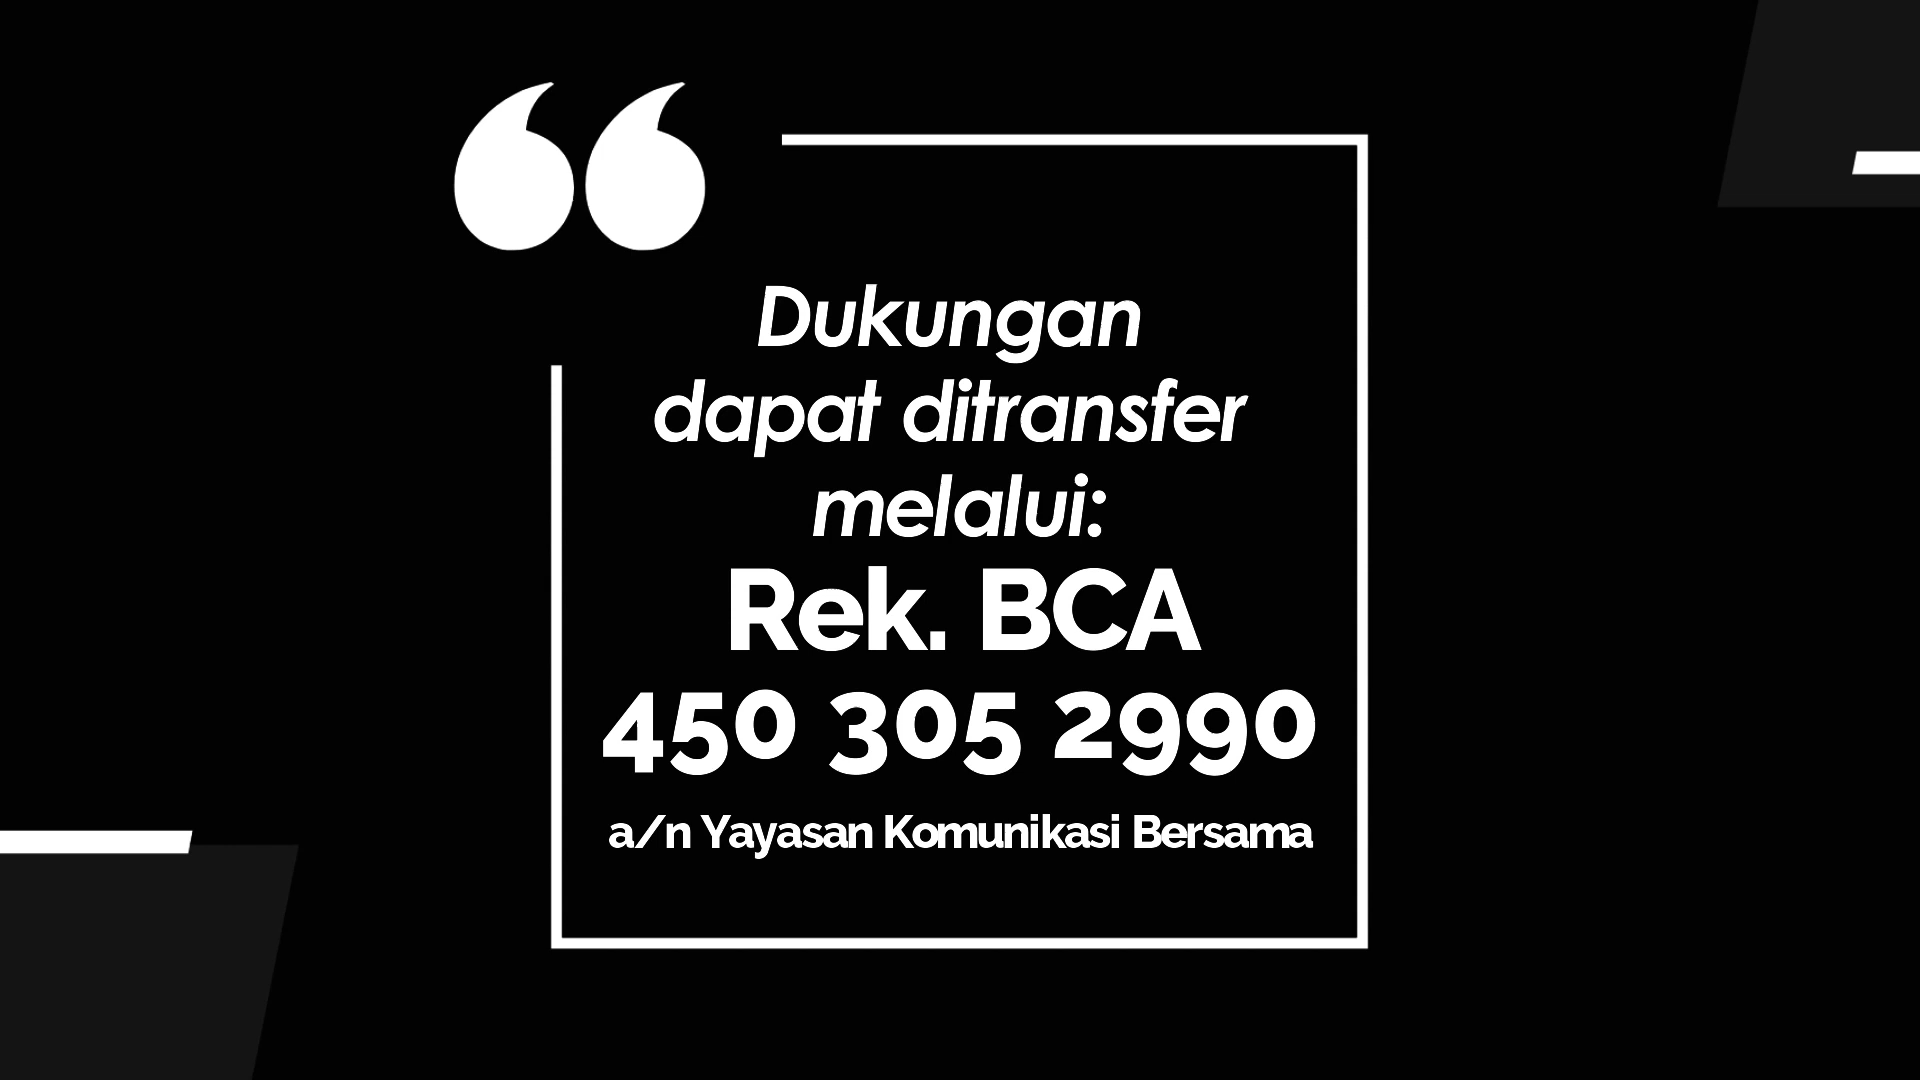 Dukungan
dapat ditransfer
melalui:
Rek. BCA
450 305 2990
a/n Yayasan Komunikasi Bersama